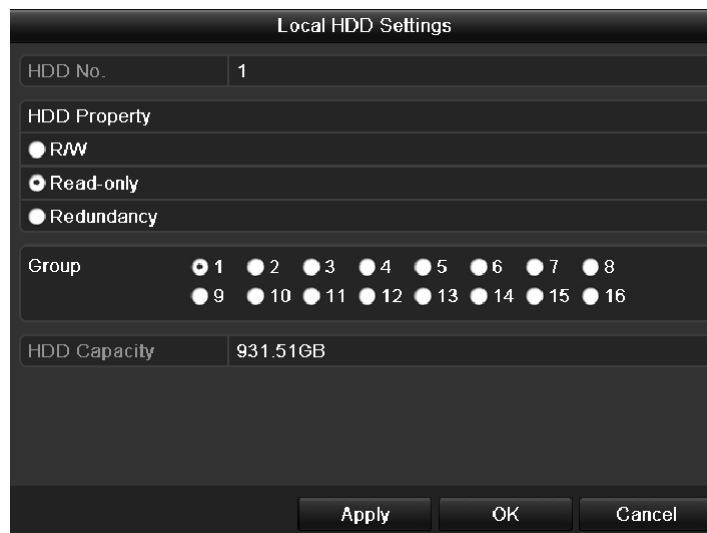 Local HDD Settings
HDD No. 1
HDD Property
R/W
Read-only
Redundancy
Group 1 2 3 4 5 6 7 8
9 10 11 12 13 14 15 16
HDD Capacity 931.51GB
Apply OK Cancel